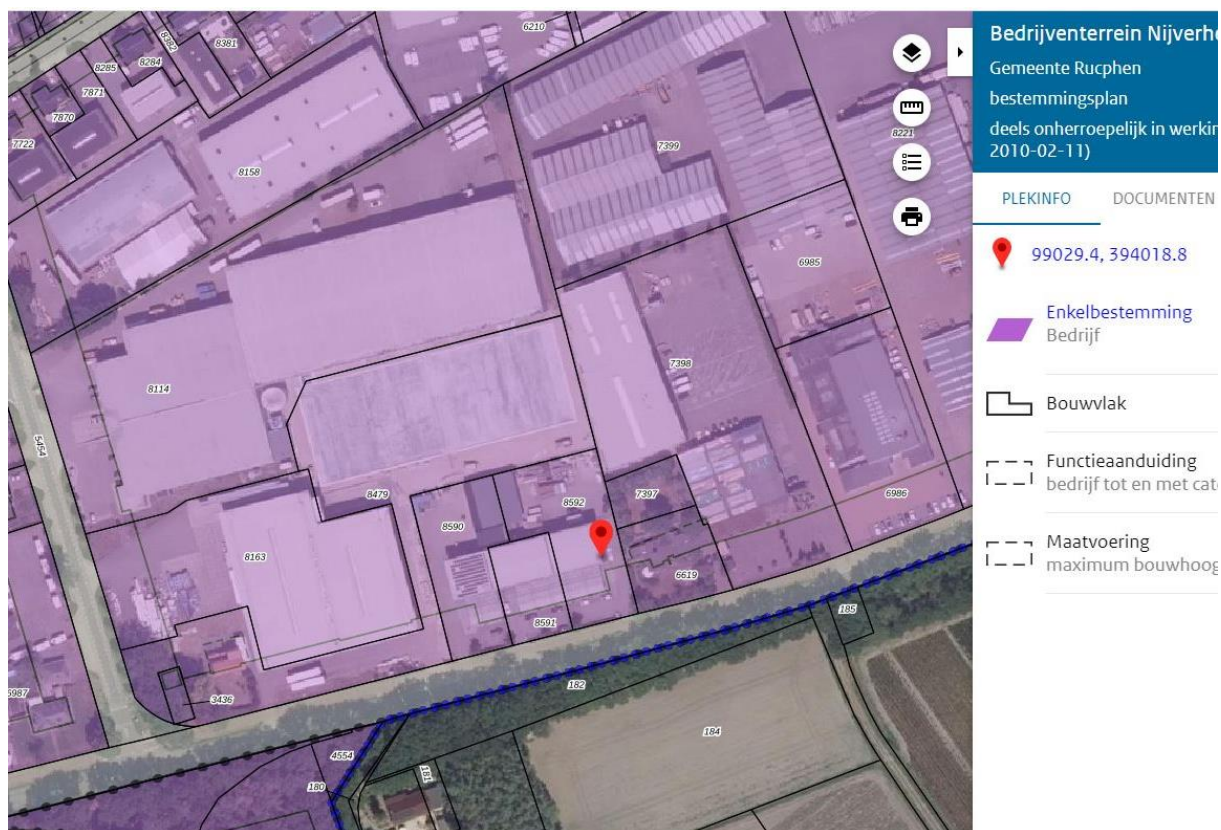 Bedrijventerrein Nijverh
Gemeente Rucphen
bestemmingsplan
deels onherroepelijk in werkin
2010-02-11)
PLEKINFO
DOCUMENTEN
99029.4, 394018.8
Enkelbestemming
Bedrijf
Bouwvlak
Functieaanduiding
bedrijf tot en met cat
Maatvoering
maximum bouwhoog
6210
8382
8381
8285
8284
7871
7870
7722
8158
7399
8221
6985
8114
7398
5454
8479
8590
8592
7397
6986
8163
6619
8591
185
3436
182
184
4554
180
181